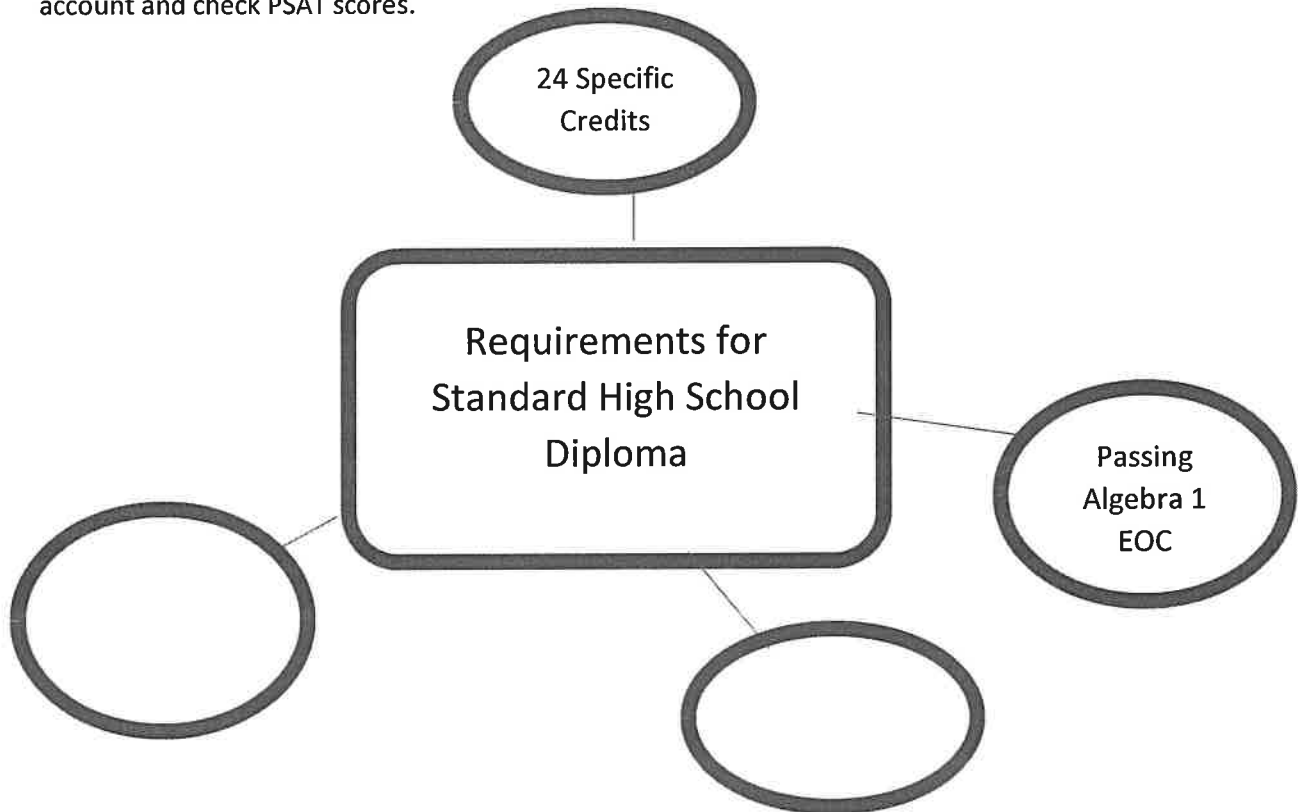 account and check PSAT scores.
24 Specific
Credits
Requirements for
Standard High School
Diploma
Passing
Algebra 1
EOC